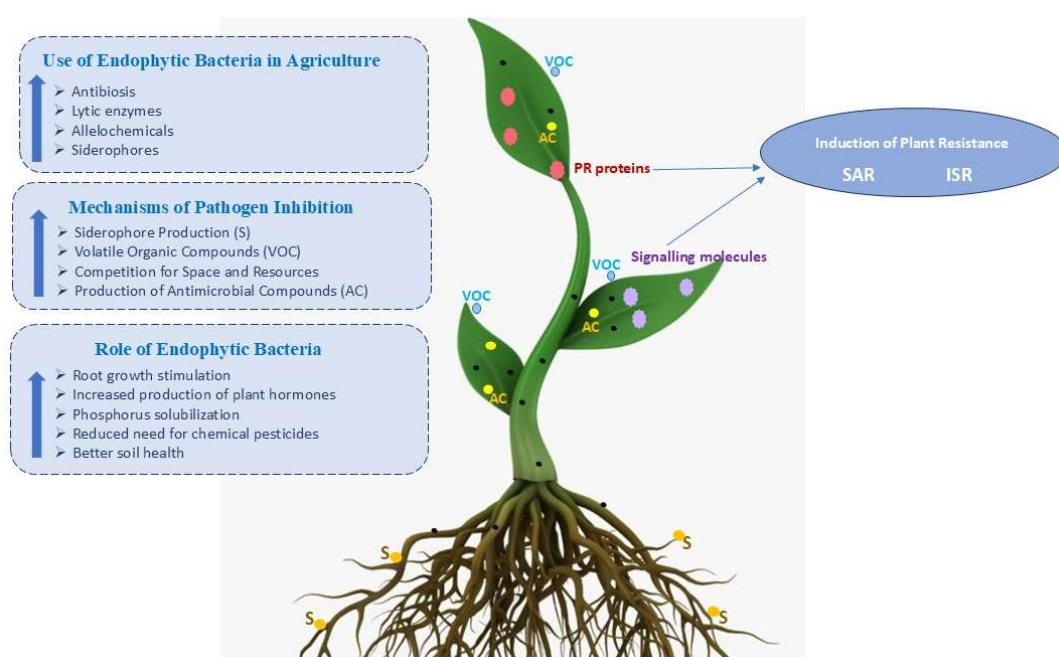 Use of Endophytic Bacteria in Agriculture
Antibiosis
Lytic enzymes
Allelochemicals
Siderophores
Mechanisms of Pathogen Inhibition
Siderophore Production (S)
Volatile Organic Compounds (VOC)
Competition for Space and Resources
Production of Antimicrobial Compounds (AC)
Role of Endophytic Bacteria
Root growth stimulation
Increased production of plant hormones
Phosphorus solubilization
Reduced need for chemical pesticides
Better soil health
VOC
AC
PR proteins
Induction of Plant Resistance
SAR ISR
Signalling molecules
VOC
VOC
AC
AC
S
S
S
S